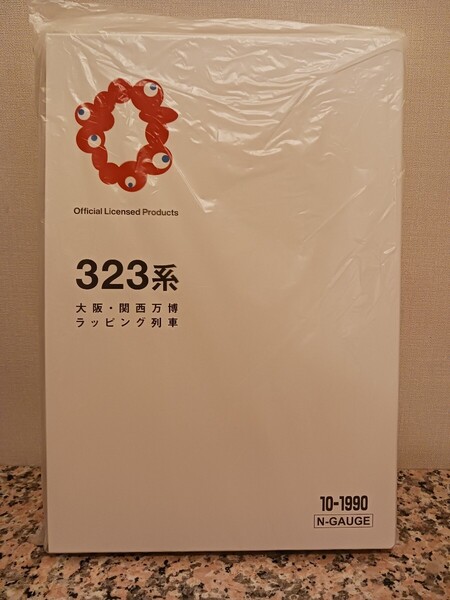 Official Licensed Products
323系
大阪・関西万博
ラッピング列車
10-1990
N-GAUGE